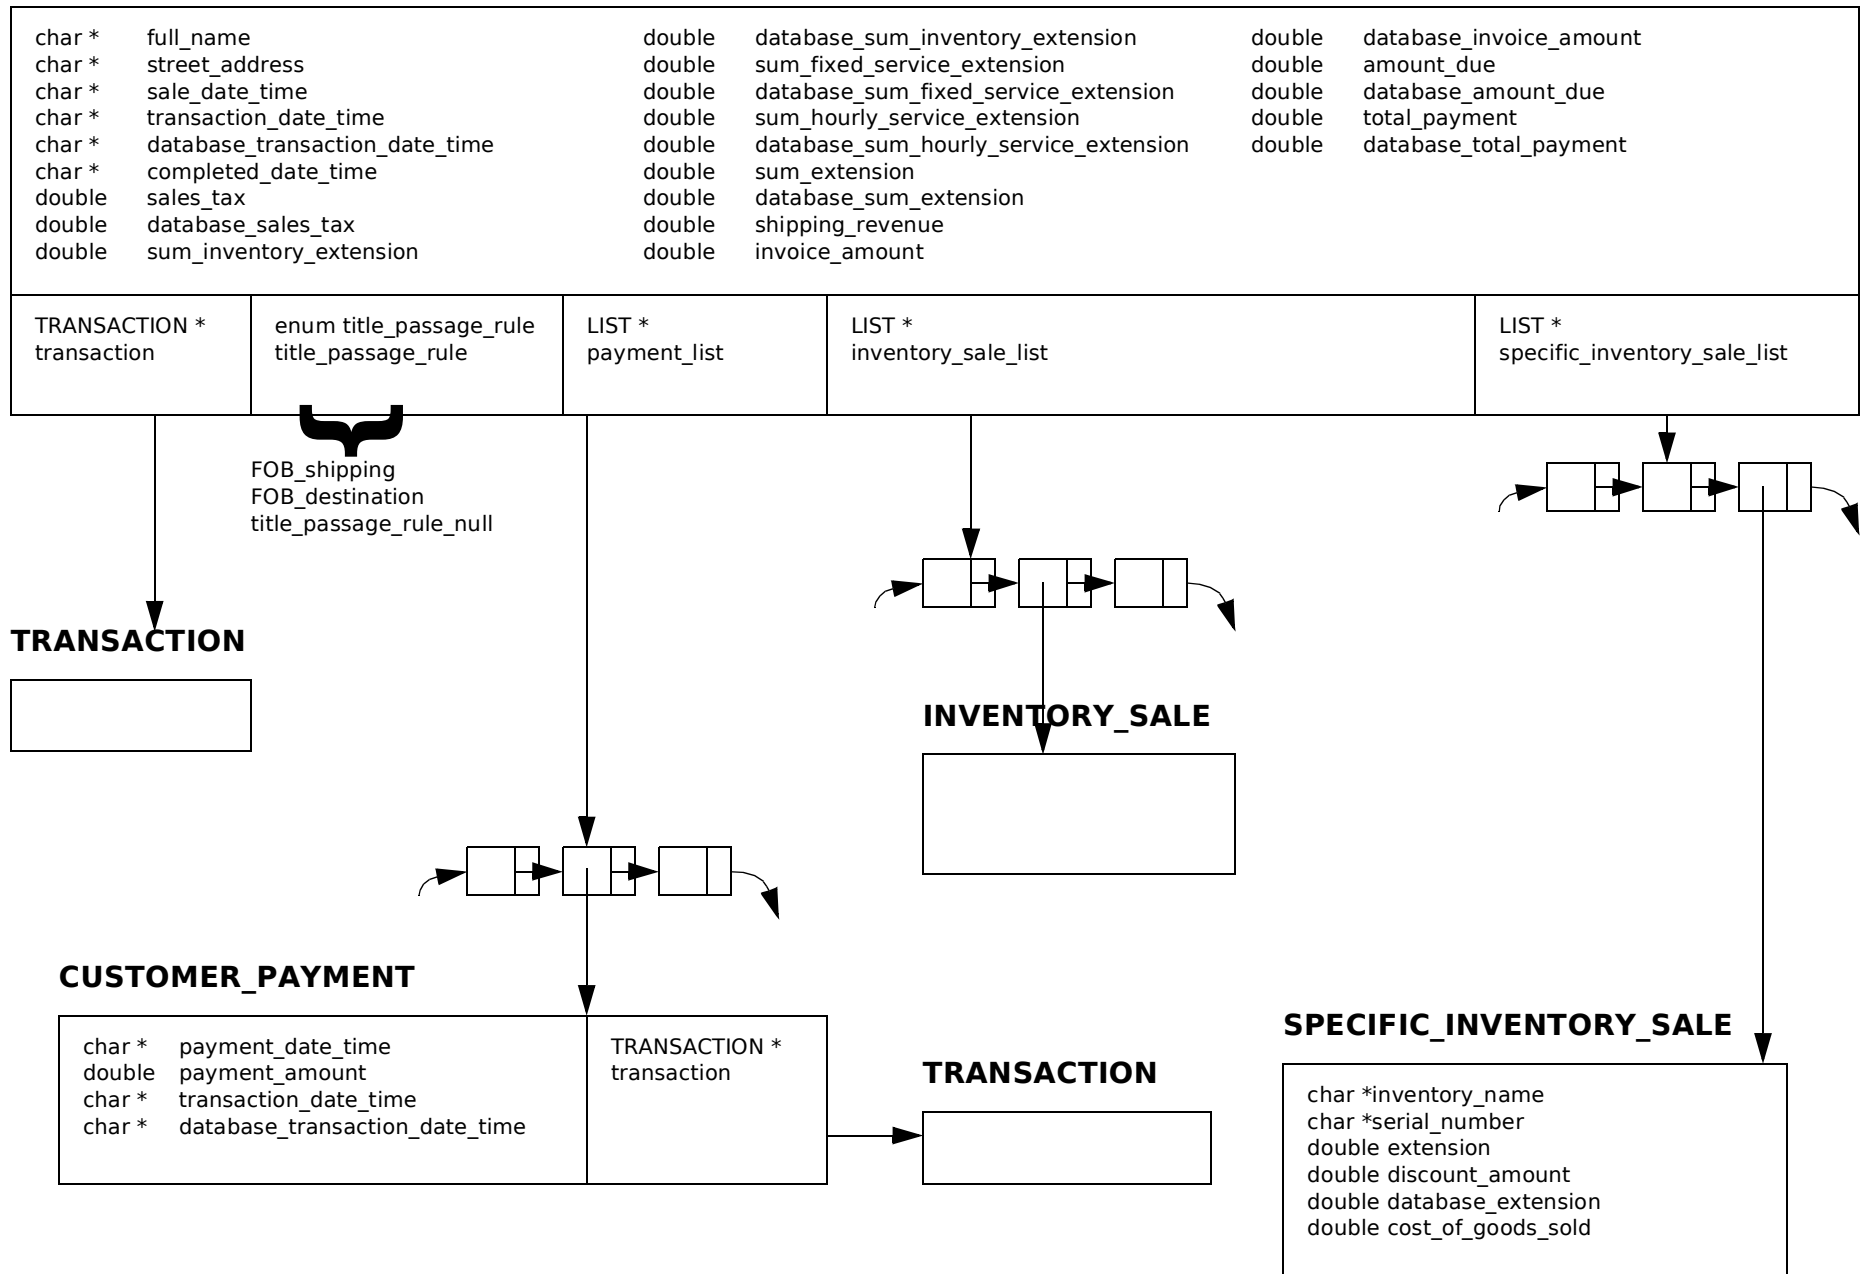 char * full_name
char * street_address
char * sale_date_time
char * transaction_date_time
char * database_transaction_date_time
char * completed_date_time
double sales_tax
double database_sales_tax
double sum_inventory_extension
double database_sum_inventory_extension
double sum_fixed_service_extension
double database_sum_fixed_service_extension
double sum_hourly_service_extension
double database_sum_hourly_service_extension
double sum_extension
double database_sum_extension
double shipping_revenue
double invoice_amount
double database_invoice_amount
double amount_due
double database_amount_due
double total_payment
double database_total_payment
TRANSACTION *
transaction
enum title_passage_rule
title_passage_rule
LIST *
payment_list
LIST *
inventory_sale_list
LIST *
specific_inventory_sale_list
FOB_shipping
FOB_destination
title_passage_rule_null
TRANSACTION
INVENTORY_SALE
CUSTOMER_PAYMENT
char * payment_date_time
double payment_amount
char * transaction_date_time
char * database_transaction_date_time
TRANSACTION *
transaction
TRANSACTION
SPECIFIC_INVENTORY_SALE
char *inventory_name
char *serial_number
double extension
double discount_amount
double database_extension
double cost_of_goods_sold